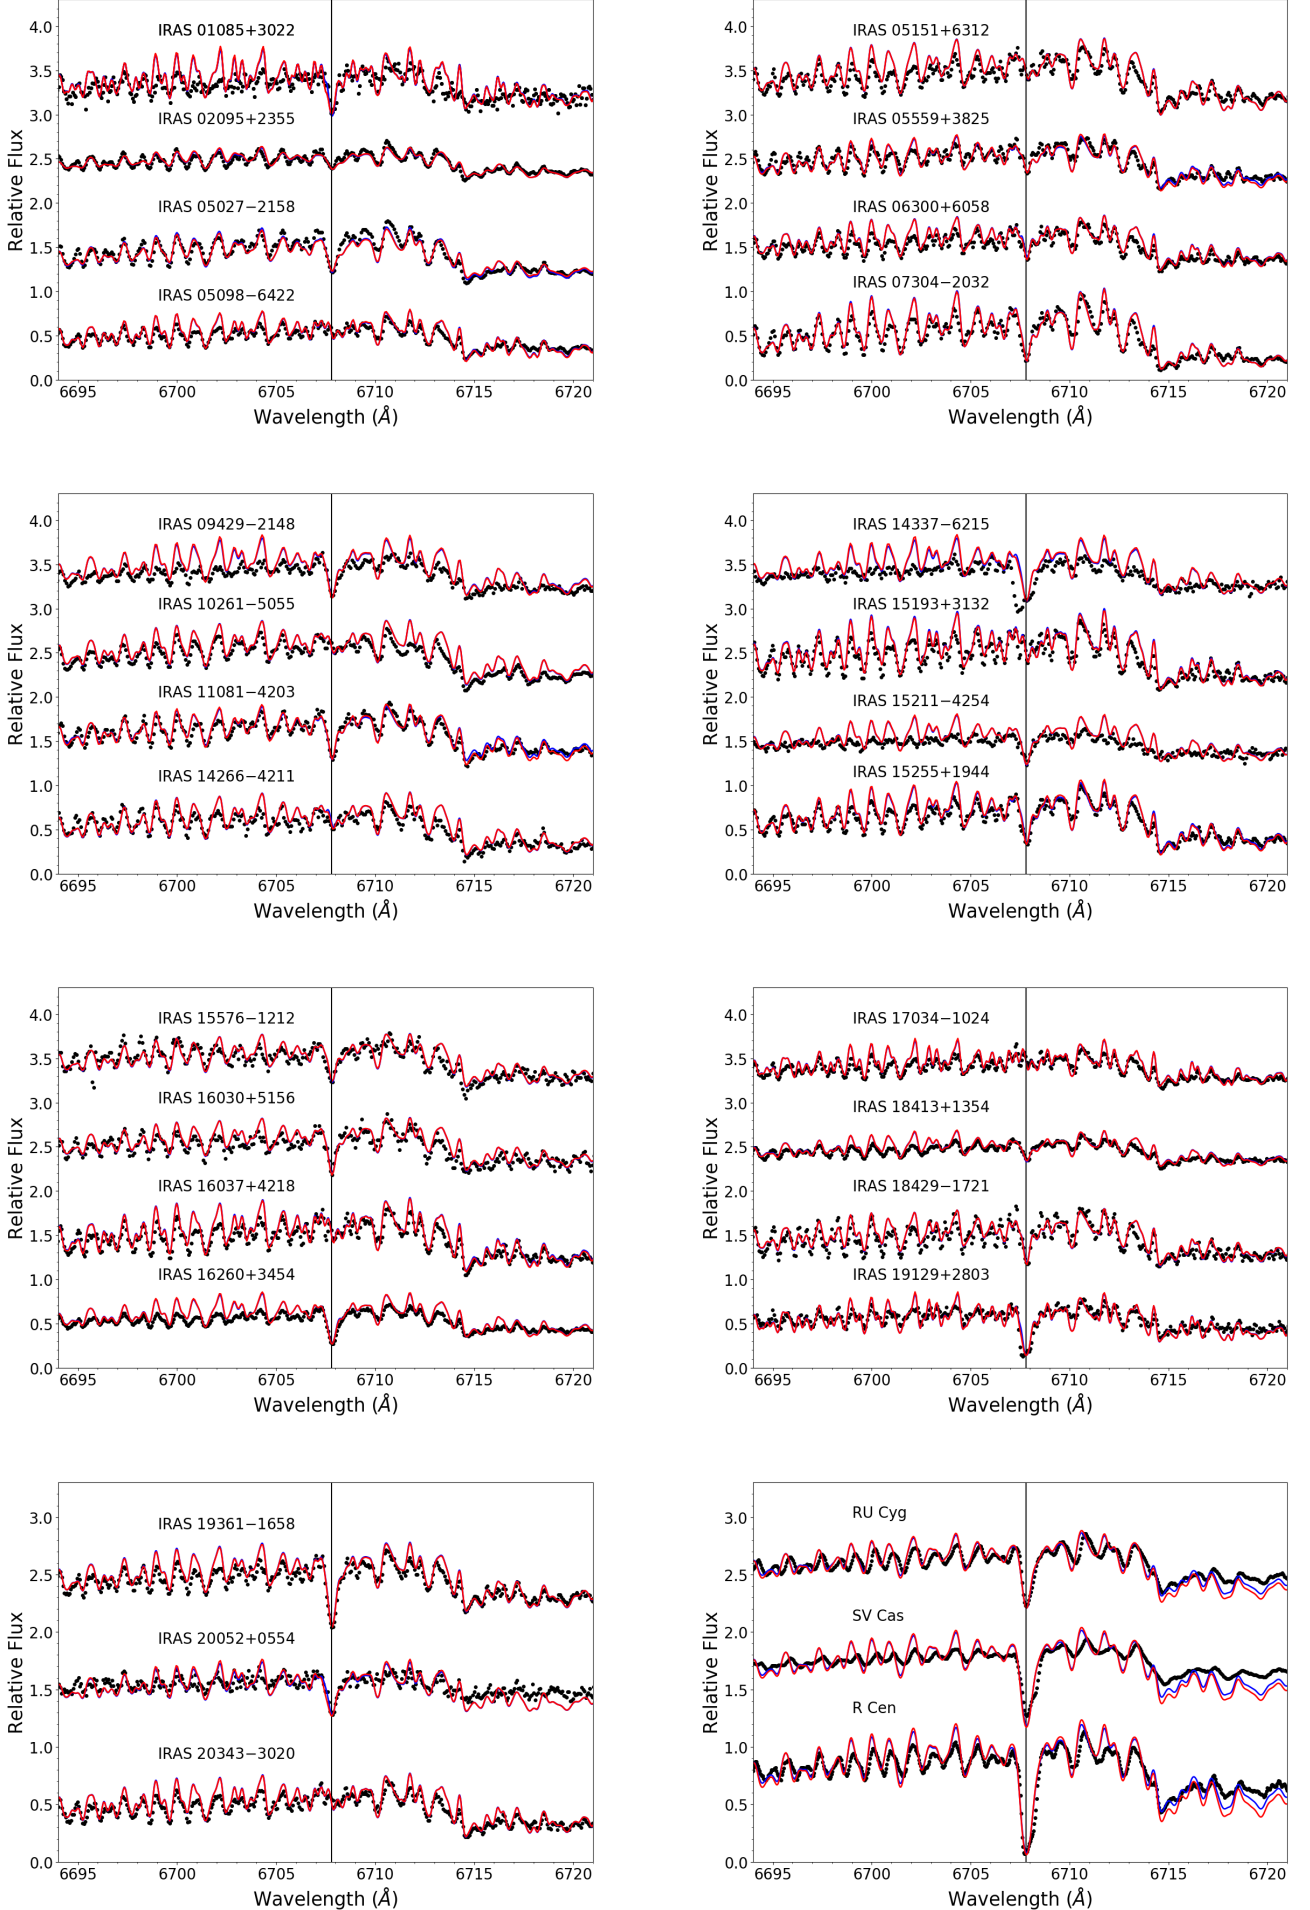 IRAS 01085+3022
IRAS 02095+2355
IRAS 05027−2158
IRAS 05098−6422
4.0
3.5
3.0
2.5
2.0
1.5
1.0
0.5
0.0
Relative Flux
6695 6700 6705 6710 6715 6720
Wavelength (Å)
IRAS 05151+6312
IRAS 05559+3825
IRAS 06300+6058
IRAS 07304−2032
4.0
3.5
3.0
2.5
2.0
1.5
1.0
0.5
0.0
Relative Flux
6695 6700 6705 6710 6715 6720
Wavelength (Å)
IRAS 09429−2148
IRAS 10261−5055
IRAS 11081−4203
IRAS 14266−4211
4.0
3.5
3.0
2.5
2.0
1.5
1.0
0.5
0.0
Relative Flux
6695 6700 6705 6710 6715 6720
Wavelength (Å)
IRAS 14337−6215
IRAS 15193+3132
IRAS 15211−4254
IRAS 15255+1944
4.0
3.5
3.0
2.5
2.0
1.5
1.0
0.5
0.0
Relative Flux
6695 6700 6705 6710 6715 6720
Wavelength (Å)
IRAS 15576−1212
IRAS 16030+5156
IRAS 16037+4218
IRAS 16260+3454
4.0
3.5
3.0
2.5
2.0
1.5
1.0
0.5
0.0
Relative Flux
6695 6700 6705 6710 6715 6720
Wavelength (Å)
IRAS 17034−1024
IRAS 18413+1354
IRAS 18429−1721
IRAS 19129+2803
4.0
3.5
3.0
2.5
2.0
1.5
1.0
0.5
0.0
Relative Flux
6695 6700 6705 6710 6715 6720
Wavelength (Å)
IRAS 19361−1658
IRAS 20052+0554
IRAS 20343−3020
3.0
2.5
2.0
1.5
1.0
0.5
0.0
Relative Flux
6695 6700 6705 6710 6715 6720
Wavelength (Å)
RU Cyg
SV Cas
R Cen
3.0
2.5
2.0
1.5
1.0
0.5
0.0
Relative Flux
6695 6700 6705 6710 6715 6720
Wavelength (Å)